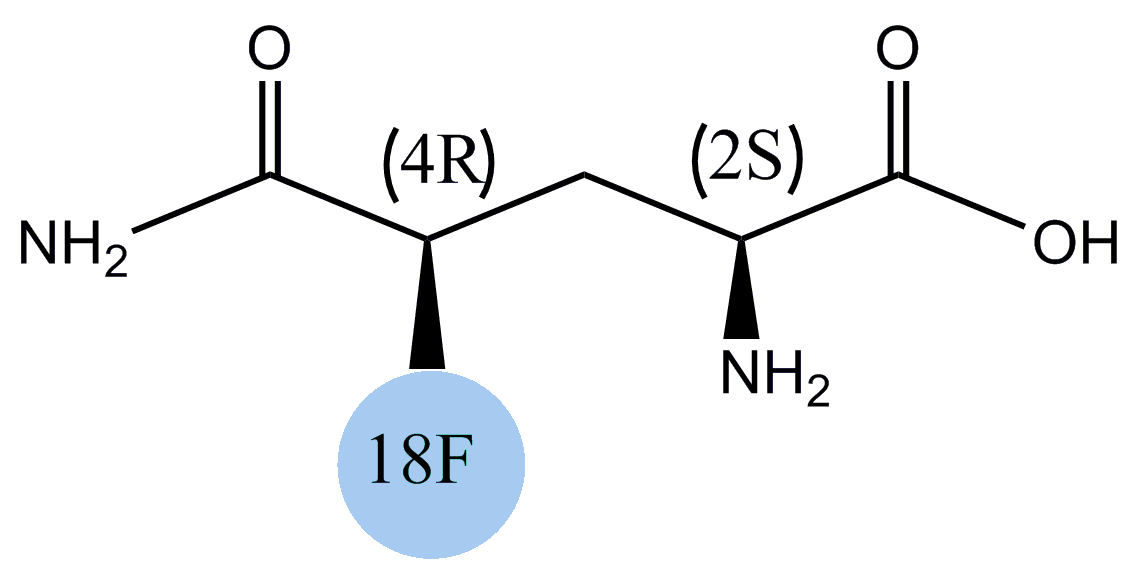 O O
(4R) (2S)
NH2 OH
NH2
18F